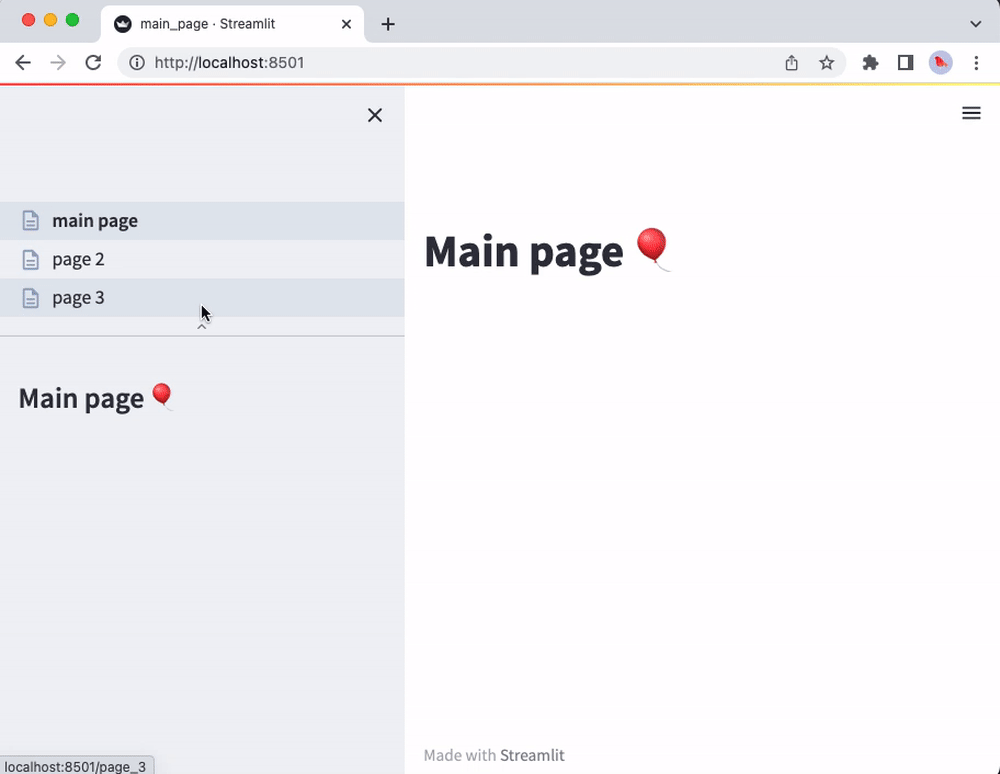 main_page · Streamlit
http://localhost:8501
main page
page 2
page 3
Main page 🎈
Main page 🎈
Made with Streamlit
localhost:8501/page_3